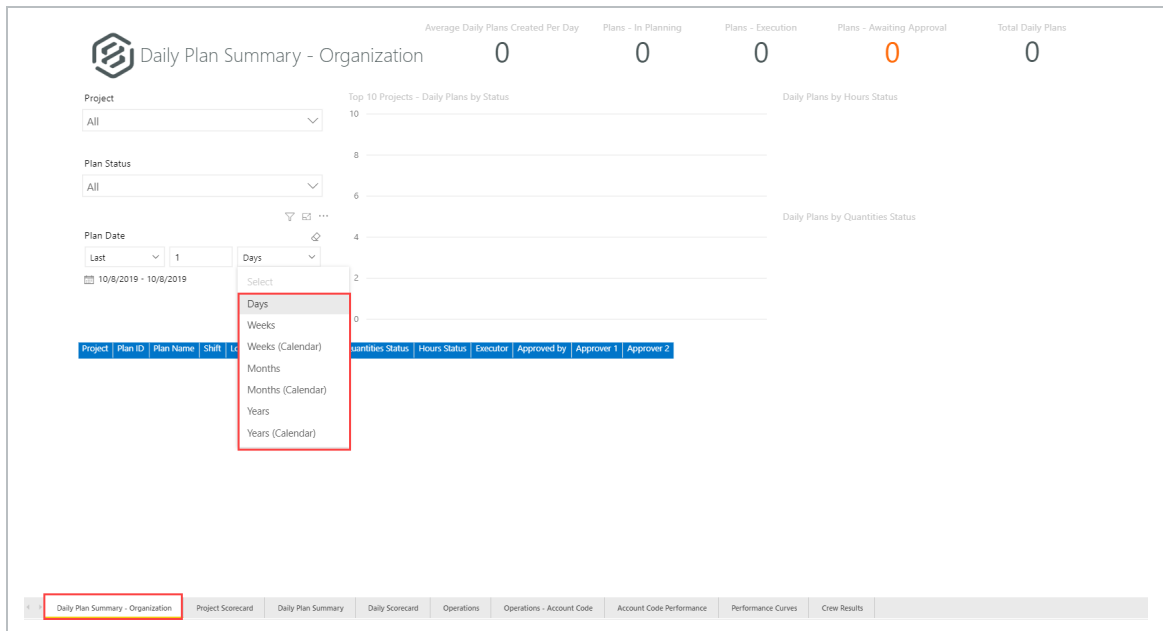 Daily Plan Summary - Organization
Average Daily Plans Created Per Day
0
Plans - In Planning
0
Plans - Execution
0
Plans - Awaiting Approval
0
Total Daily Plans
0
Project
All
Plan Status
All
Plan Date
Last 1 Days
10/8/2019 - 10/8/2019
Select
Days
Weeks
Weeks (Calendar)
Months
Months (Calendar)
Years
Years (Calendar)
Top 10 Projects - Daily Plans by Status
10
8
6
4
2
0
Daily Plans by Hours Status
Daily Plans by Quantities Status
Project Plan ID Plan Name Shift Lo uantities Status Hours Status Executor Approved by Approver 1 Approver 2
Daily Plan Summary - Organization Project Scorecard Daily Plan Summary Daily Scorecard Operations Operations - Account Code Account Code Performance Performance Curves Crew Results